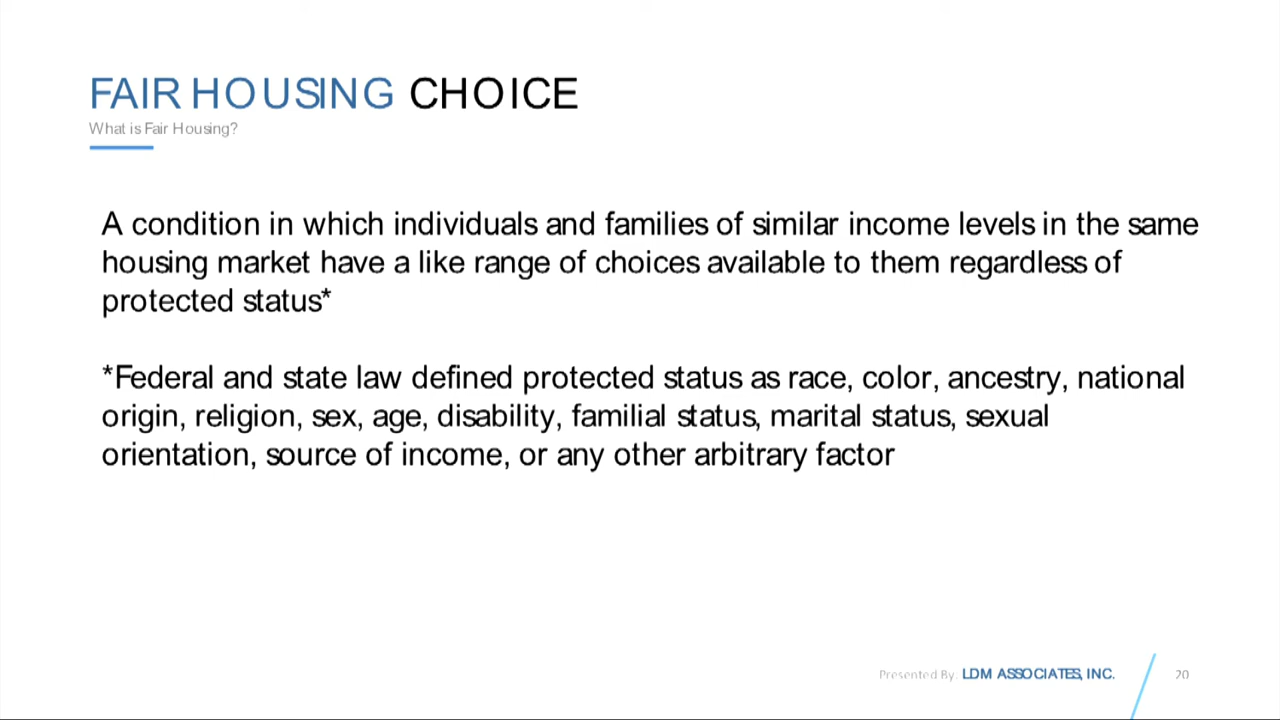 FAIR HOUSING CHOICE
What is Fair Housing?
A condition in which individuals and families of similar income levels in the same
housing market have a like range of choices available to them regardless of
protected status*
*Federal and state law defined protected status as race, color, ancestry, national
origin, religion, sex, age, disability, familial status, marital status, sexual
orientation, source of income, or any other arbitrary factor
Presented By: LDM ASSOCIATES, INC. 20